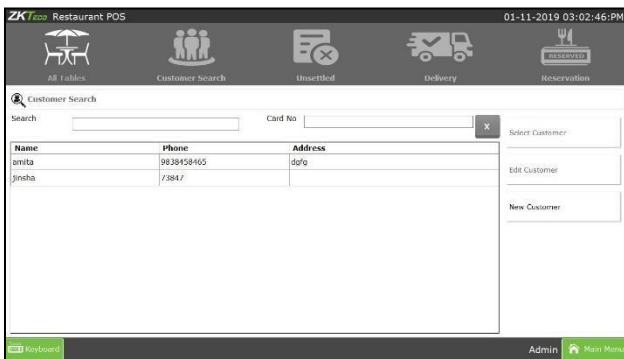 ZKTeco Restaurant POS 01-11-2019 03:02:46:PM
RESERVED
All Tables Customer Search Unsettled Delivery Reservation
Customer Search
Search Card No X
Select Customer
Name Phone Address
amita 9838458465 dgfg
Edit Customer
jinsha 73847
New Customer
Keyboard Admin Main Menu